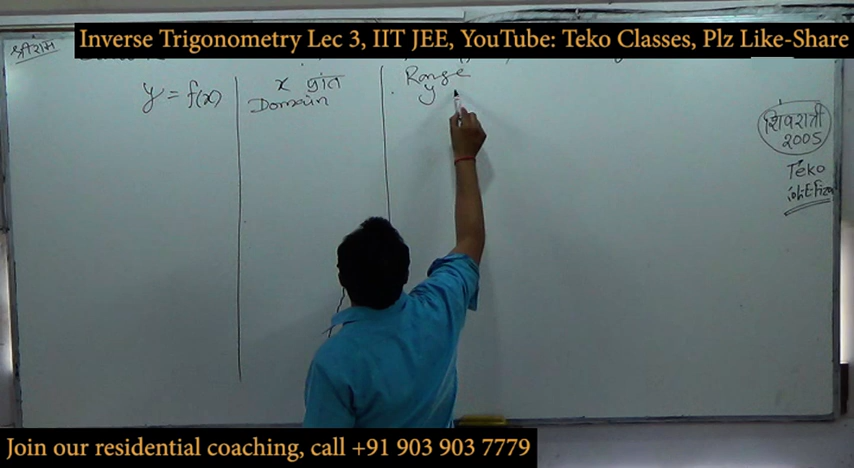 Inverse Trigonometry Lec 3, IIT JEE, YouTube: Teko Classes, Plz Like-Share
श्रीराम
y = f(x)
x प्रांत
Domain
Range
y
शिवरात्री
2005
Teko
Join our residential coaching, call +91 903 903 7779